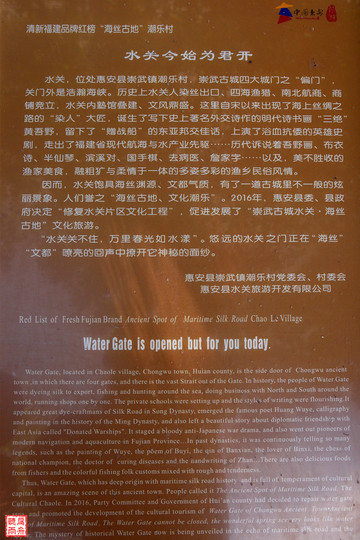 清新福建品牌红榜 “海丝古地” 潮乐村
水关今始为君开
水关，位处惠安县崇武镇潮乐村，崇武古城四大城门之“偏门”，
关门外是浩瀚海峡。历史上水关人染丝出口、四海渔猎、南北航商、商
铺竞立，水关内勤馆叠建、文风鼎盛。这里自宋以来出现了海上丝绸之
路的“染人”大匠，诞生了写下史上著名外交诗作的明代诗书画“三绝”
黄吾野，留下了“赠战船”的东亚邦交佳话，上演了浴血抗倭的英雄史
剧，走出了福建省现代航海与水产业先驱……历代诉说着吾野画、布衣
诗、半仙琴、滨溪对、国手棋、去病医、詹家字……以及，美不胜收的
渔家美食，融粗犷与柔情于一体的多姿多彩的渔乡民俗风情。
因而，水关饱具海丝渊源、文都气质，有了一道古城里不一般的炫
丽景象。人们誉之“海丝古地、文化潮乐”。2016年，惠安县委、县政
府决定“修复水关片区文化工程”，促进发展了“崇武古城水关·海丝
古地”文化旅游。
“水关关不住，万里春光如水漾”。悠远的水关之门正在“海丝”
“文都”嘹亮的回声中撩开它神秘的面纱。
惠安县崇武镇潮乐村党委会、村委会
惠安县水关旅游开发有限公司
Red List of Fresh Fujian Brand Ancient Spot of Maritime Silk Road Chao Le Village
Water Gate is opened but for you today.
Water Gate, located in Chaole village, Chongwu town, Huian county, is the side door of Chongwu ancient
town ,in which there are four gates, and there is the vast Strait out of the Gate. In history, the people of Water Gate
were dyeing silk to export, fishing and hunting around the sea, doing business with North and South around the
world, running shops one by one. The private schools were setting up and the style of writing were flourishing. It
appeared great dye-craftmans of Silk Road in Song Dynasty, emerged the famous poet Huang Wuye, calligraphy
and painting in the history of the Ming Dynasty, and also left a beautiful story about diplomatic friendship with
East Asia called "Donated Warships". It staged a bloody anti-Japanese war drama, and also went out pioneers of
modern navigation and aquaculture in Fujian Province...In past dynasties, it was continuously telling so many
legends, such as the painting of Wuye, the poem of Buyi, the qin of Banxian, the lover of Binxi, the chess of
national champion, the doctor of curing diseases and the handwriting of Zhan...There are also delicious foods
from fishers and the colorful fishing folk customs mixed with rough and tenderness.
Thus, Water Gate, which has deep origin with maritime silk road history and is full of temperament of cultural
capital, is an amazing scene of this ancient town. People called it The Ancient Spot of Maritime Silk Road, The
Cultural Chaole. In 2016, Party Committee and Government of Hui'an county had decided to repair water gate
and promoted the development of the cultural tourism of Water Gate of Chongwu Ancient Town
of Maritime Silk Road. The Water Gate cannot be closed, the wonderful spring
The mystery of historical Water Gate now is being unveiled in the echo of maritime silk road and the